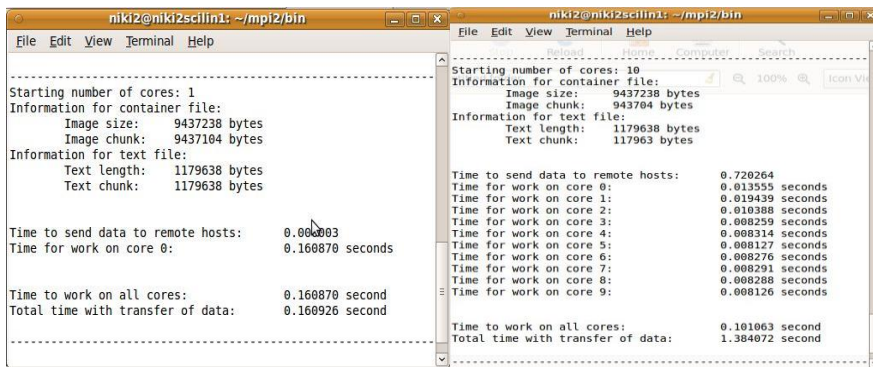 niki2@niki2scilin1: ~/mpi2/bin
File Edit View Terminal Help
Starting number of cores: 1
Information for container file:
Image size: 9437238 bytes
Image chunk: 9437104 bytes
Information for text file:
Text length: 1179638 bytes
Text chunk: 1179638 bytes
Time to send data to remote hosts:
Time for work on core 0: 0.160870 seconds
Time to work on all cores: 0.160870 second
Total time with transfer of data: 0.160926 second
niki2@niki2scilin1: ~/mpi2/bin
File Edit View Terminal Help
Stop Reload Home Computer Search
Starting number of cores: 10
Information for container file:
100% Icon
Image size: 9437238 bytes
Image chunk: 943704 bytes
Information for text file:
Text length: 1179638 bytes
Text chunk: 117963 bytes
Time to send data to remote hosts: 0.720264
Time for work on core 0: 0.013555 seconds
Time for work on core 1: 0.019439 seconds
Time for work on core 2: 0.010388 seconds
Time for work on core 3: 0.008259 seconds
Time for work on core 4: 0.008314 seconds
Time for work on core 5: 0.008127 seconds
Time for work on core 6: 0.008276 seconds
Time for work on core 7: 0.008291 seconds
Time for work on core 8: 0.008288 seconds
Time for work on core 9: 0.008126 seconds
Time to work on all cores: 0.101063 second
Total time with transfer of data: 1.384072 second